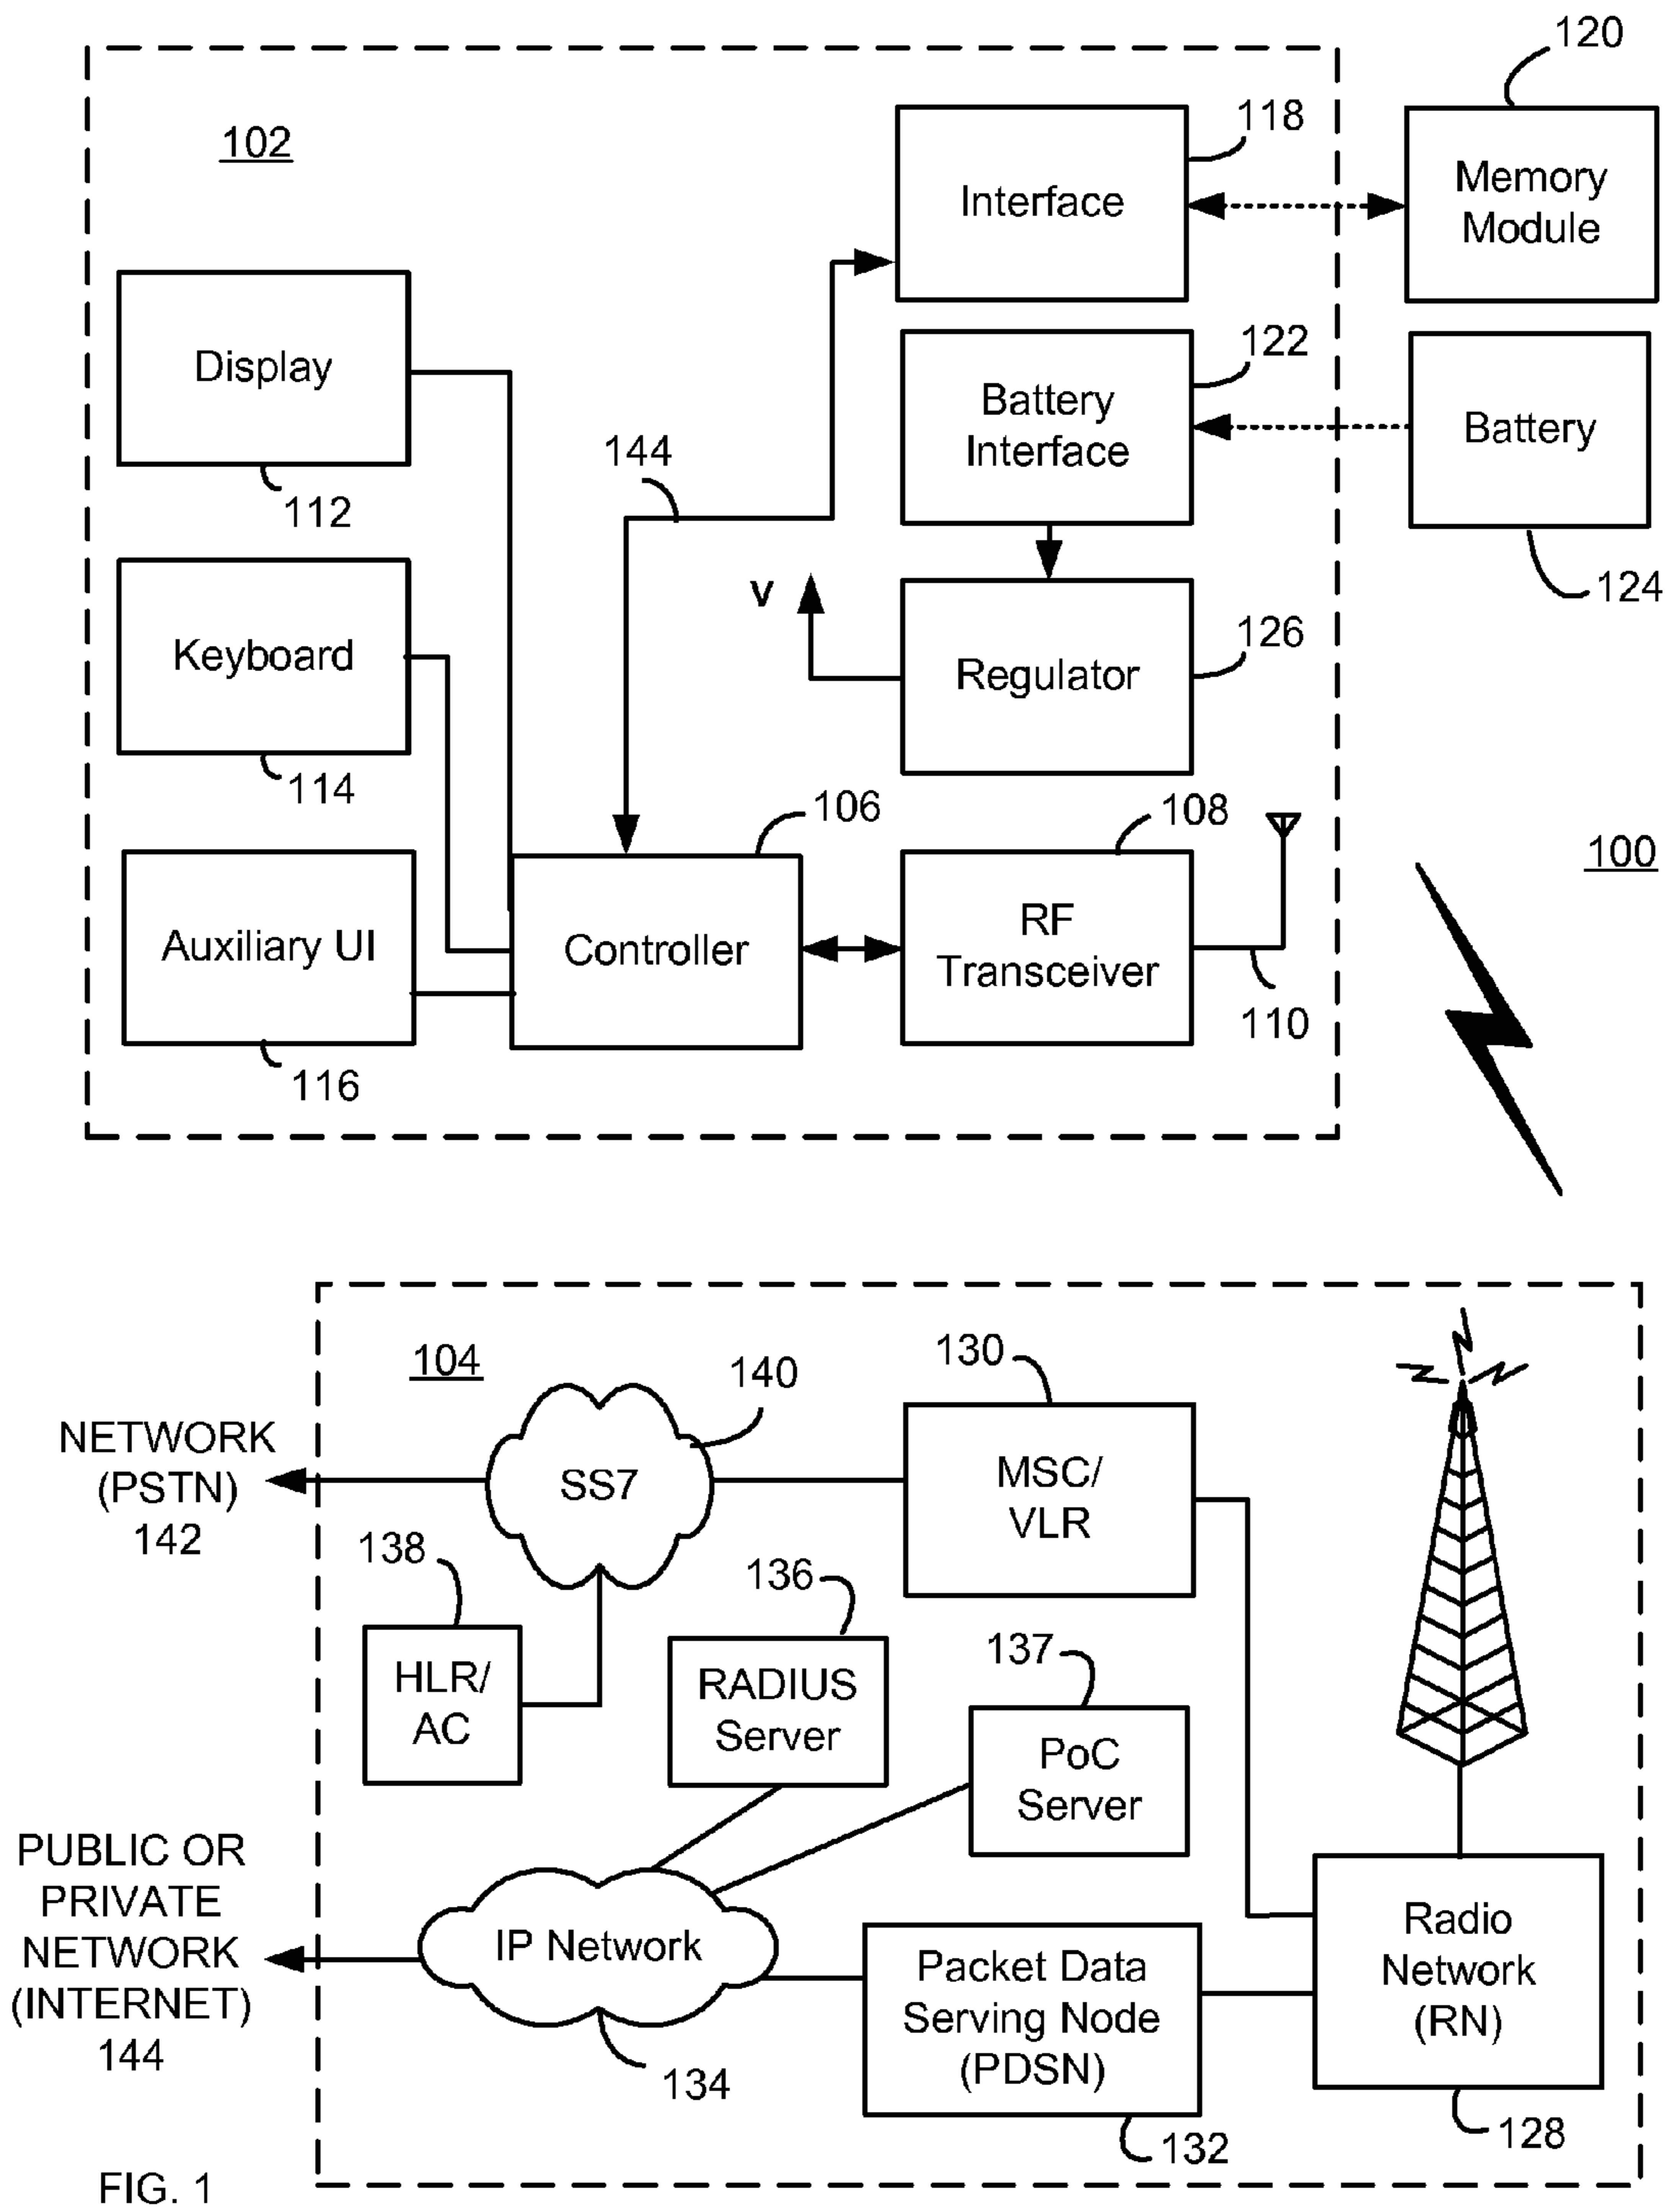 120
118
102
Interface
Memory
Module
Display
122
Battery
Interface
Battery
144
112
124
V
126
Keyboard
Regulator
114
106
108
100
Auxiliary UI
Controller
RF
Transceiver
110
116
104
130
140
NETWORK
(PSTN)
142
SS7
MSC/
VLR
138
136
137
HLR/
AC
RADIUS
Server
PoC
Server
PUBLIC OR
PRIVATE
NETWORK
(INTERNET)
144
IP Network
Packet Data
Serving Node
(PDSN)
Radio
Network
(RN)
134
128
132
FIG. 1